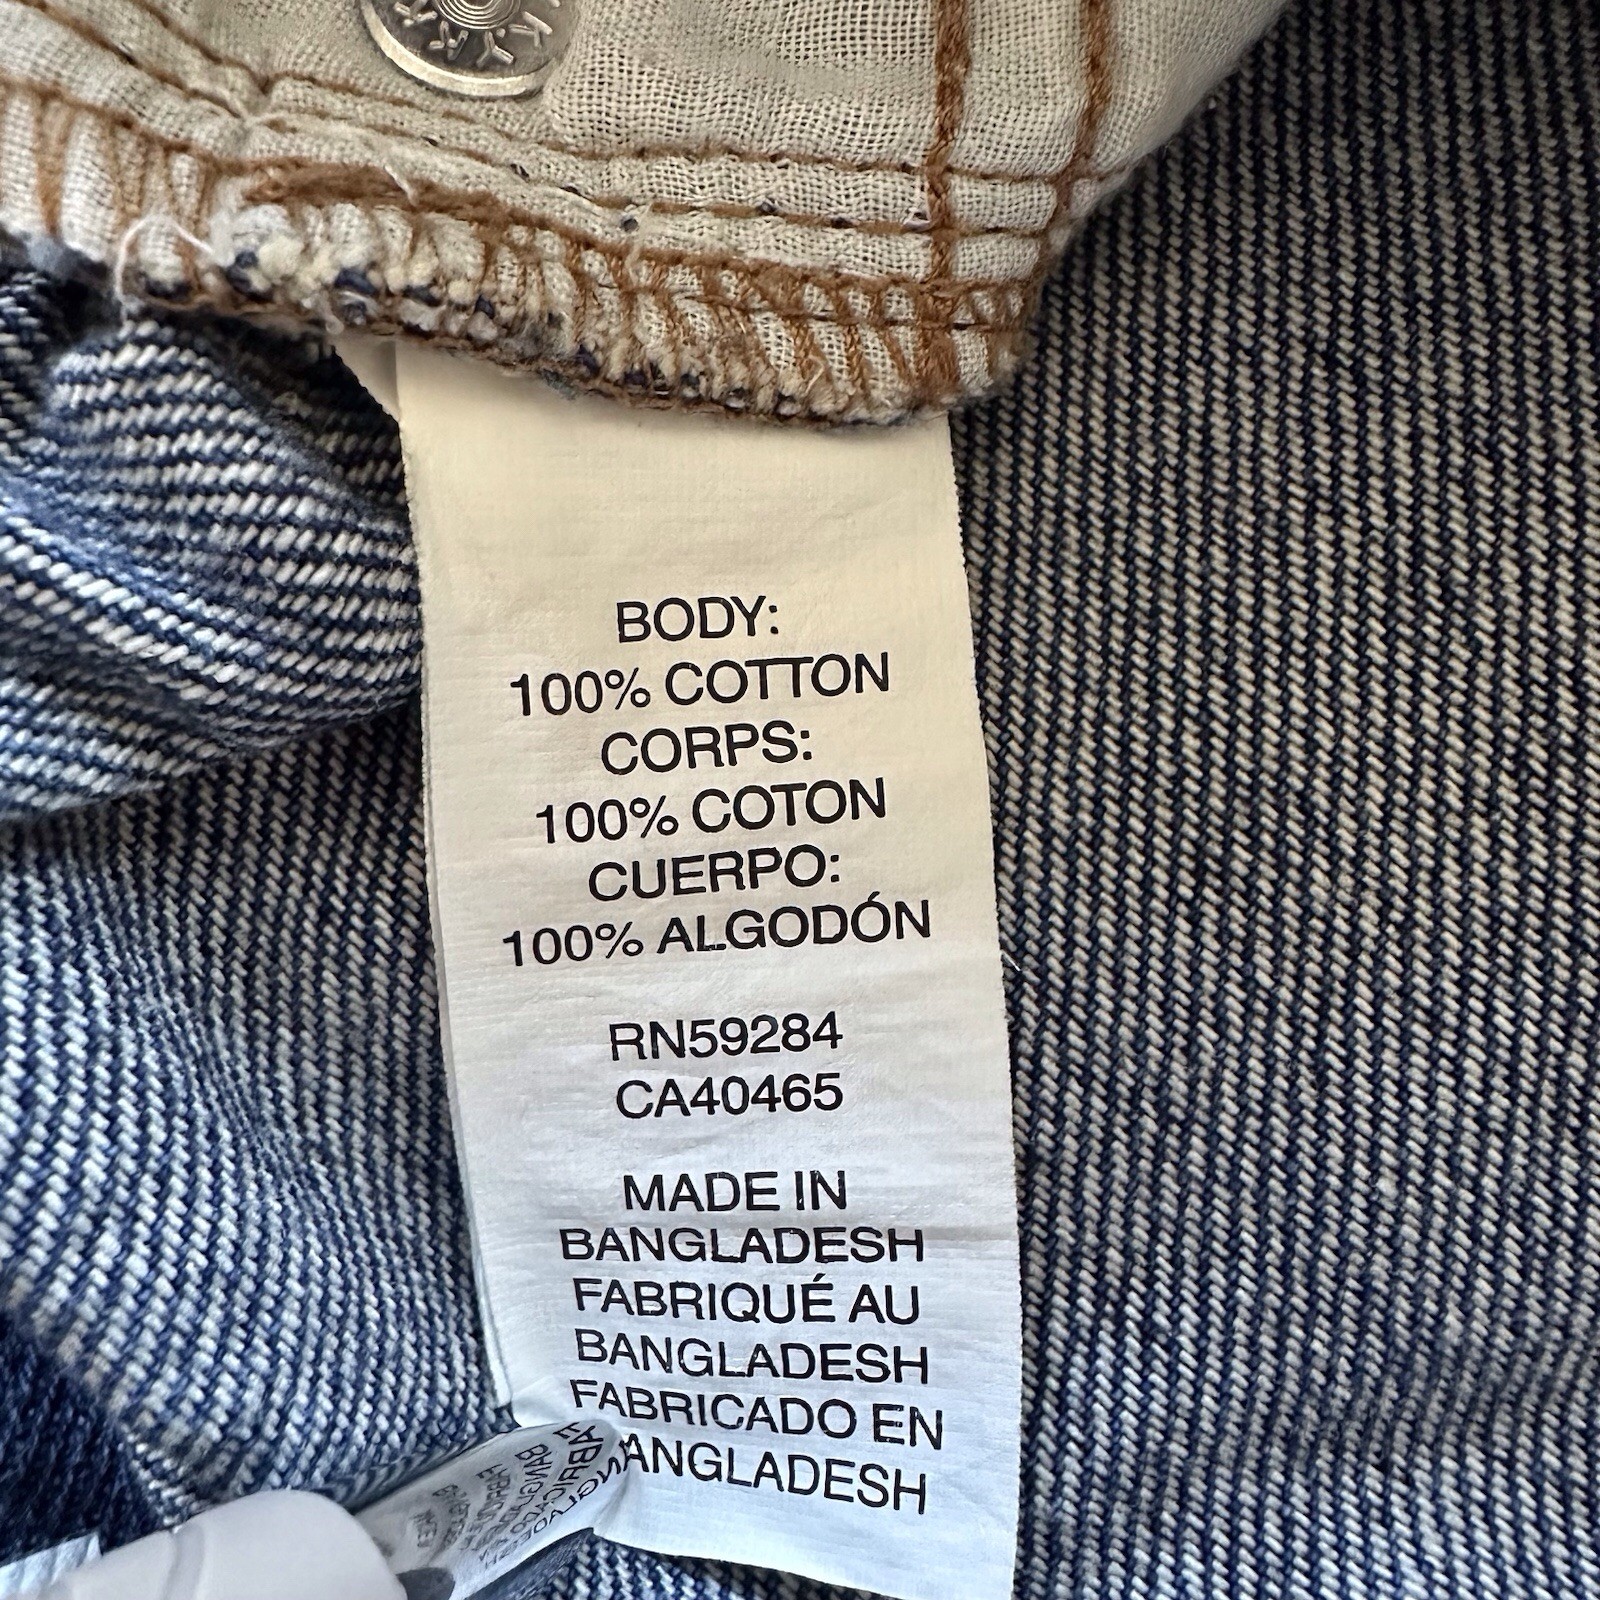 BODY:
100% COTTON
CORPS:
100% COTON
CUERPO:
100% ALGODÓN
RN59284
CA40465
MADE IN
BANGLADESH
FABRIQUÉ AU
BANGLADESH
FABRICADO EN
ANGLADESH